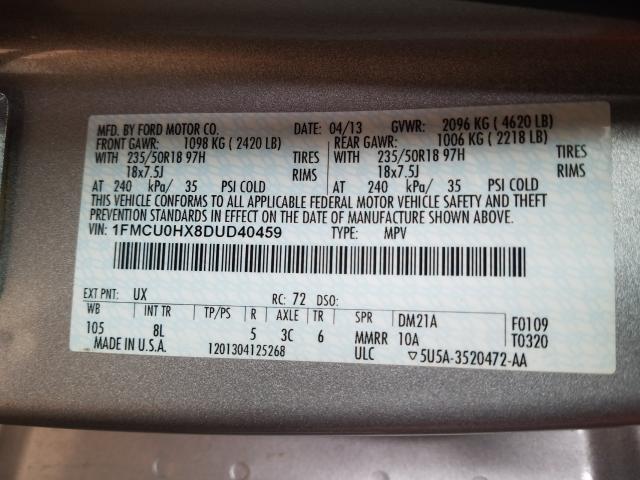 MFD. BY FORD MOTOR CO. DATE: 04/13 GVWR: 2096 KG ( 4620 LB)
FRONT GAWR: 1098 KG ( 2420 LB) REAR GAWR: 1006 KG ( 2218 LB)
WITH 235/50R18 97H TIRES WITH 235/50R18 97H TIRES
18x7.5J RIMS 18x7.5J RIMS
AT 240 kPa/ 35 PSI COLD AT 240 kPa/ 35 PSI COLD
THIS VEHICLE CONFORMS TO ALL APPLICABLE FEDERAL MOTOR VEHICLE SAFETY AND THEFT
PREVENTION STANDARDS IN EFFECT ON THE DATE OF MANUFACTURE SHOWN ABOVE.
VIN: 1FMCU0HX8DUD40459 TYPE: MPV
EXT PNT: UX RC: 72 DSO:
WB INT TR TP/PS R AXLE TR SPR DM21A F0109
105 8L 5 3C 6 MMRR 10A T0320
MADE IN U.S.A. 1201304125268 ULC ▽5U5A-3520472-AA